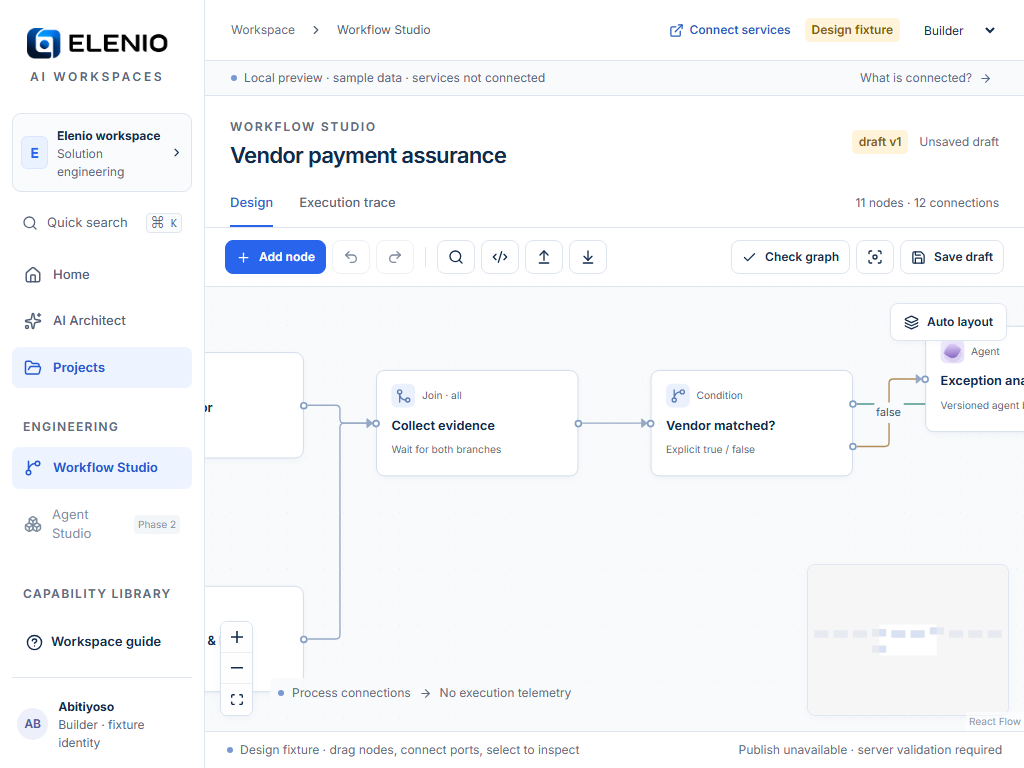 ELENIO
AI WORKSPACES
E
Elenio workspace
Solution
engineering
Quick search
⌘ K
Home
AI Architect
Projects
ENGINEERING
Workflow Studio
Agent
Studio
Phase 2
CAPABILITY LIBRARY
Workspace guide
AB
Abitiyoso
Builder · fixture
identity
Workspace
Workflow Studio
Connect services
Design fixture
Builder
Local preview · sample data · services not connected
What is connected? →
WORKFLOW STUDIO
Vendor payment assurance
draft v1
Unsaved draft
Design
Execution trace
11 nodes · 12 connections
Add node
Check graph
Save draft
Auto layout
or
Join · all
Collect evidence
Wait for both branches
Condition
Vendor matched?
Explicit true / false
false
Agent
Exception ana
Versioned agent
&
Process connections → No execution telemetry
React Flow
Design fixture · drag nodes, connect ports, select to inspect
Publish unavailable · server validation required